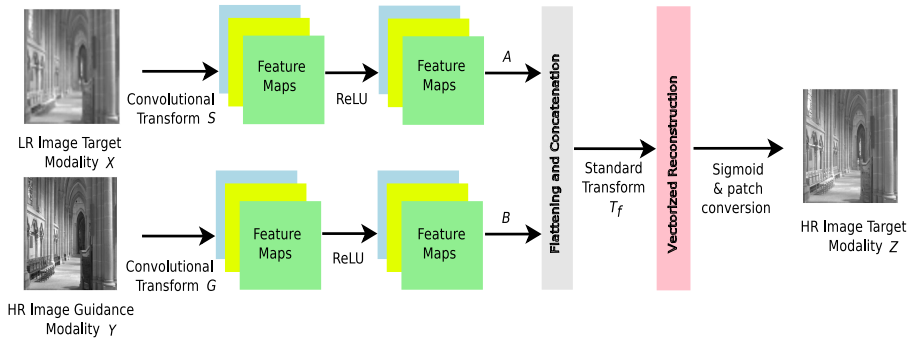 LR Image Target
Modality X
Convolutional
Transform S
Feature
Maps
ReLU
Feature
Maps
A
HR Image Guidance
Modality Y
Convolutional
Transform G
Feature
Maps
ReLU
Feature
Maps
B
Flattening and Concatenation
Standard
Transform
T_f
Vectorized Reconstruction
Sigmoid
& patch
conversion
HR Image Target
Modality Z